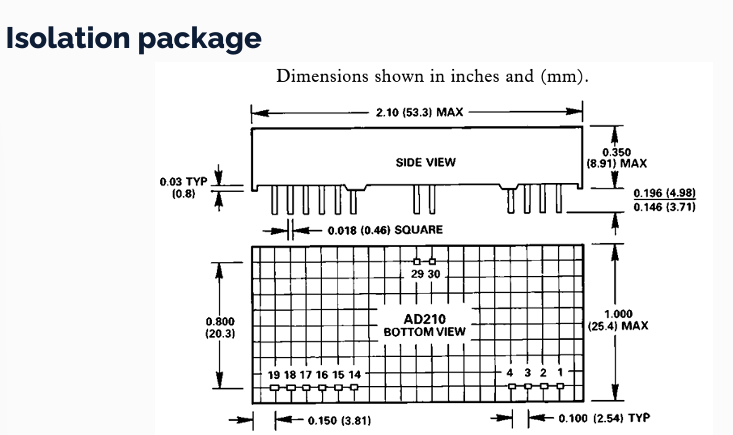 Isolation package
Dimensions shown in inches and (mm).
2.10 (53.3) MAX
SIDE VIEW
0.350
(8.91) MAX
0.03 TYP
(0.8)
0.196 (4.98)
0.146 (3.71)
0.018 (0.46) SQUARE
29 30
0.800
(20.3)
AD210
BOTTOM VIEW
1.000
(25.4) MAX
19 18 17 16 15 14
4 3 2 1
0.150 (3.81)
0.100 (2.54) TYP